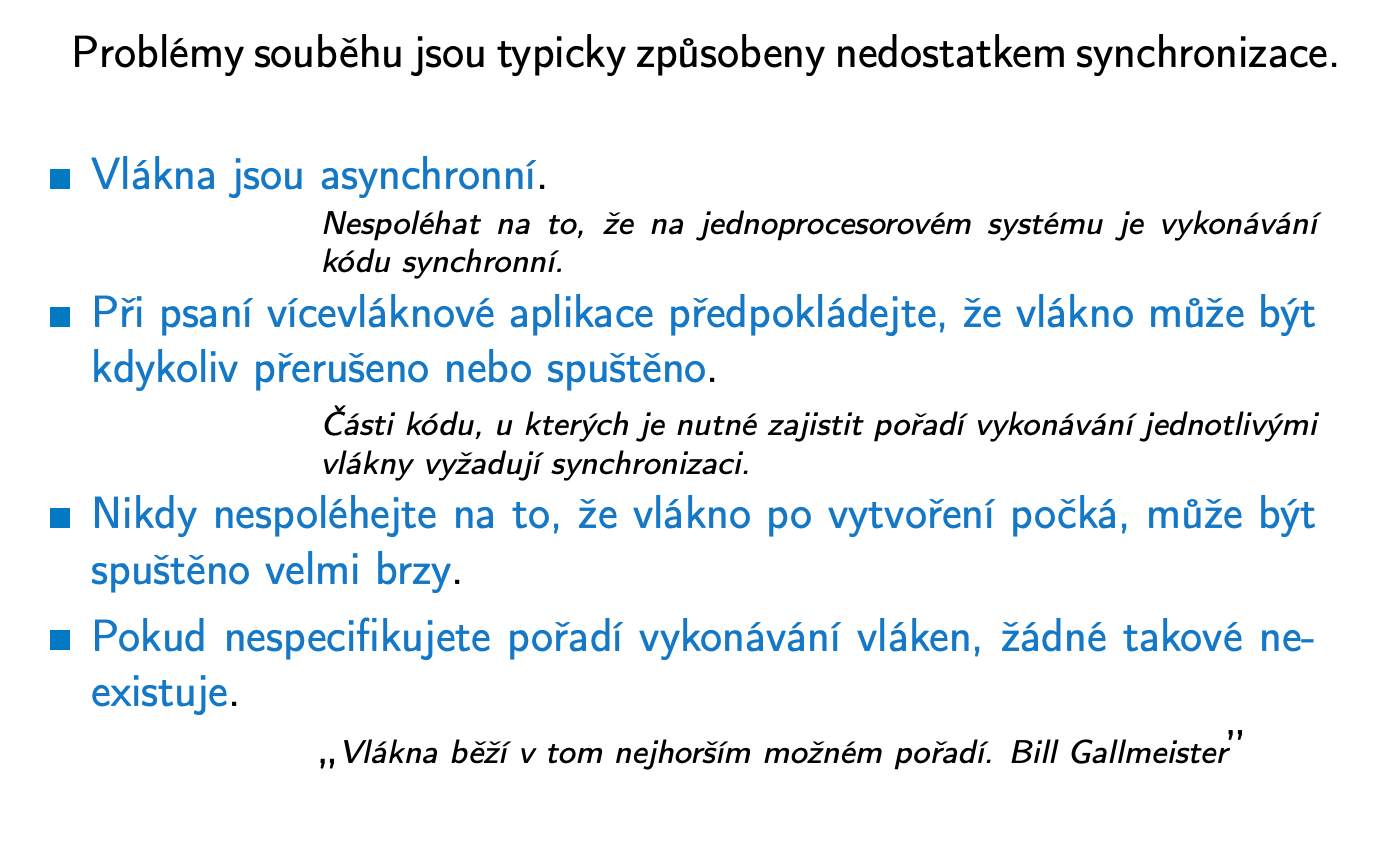 Problémy souběhu jsou typicky způsobeny nedostatkem synchronizace.
Vlákna jsou asynchronní.
Nespoléhat na to, že na jednoprocesorovém systému je vykonávání
kódu synchronní.
Při psaní vícevláknové aplikace předpokládejte, že vlákno může být
kdykoliv přerušeno nebo spuštěno.
Části kódu, u kterých je nutné zajistit pořadí vykonávání jednotlivými
vlákny vyžadují synchronizaci.
Nikdy nespoléhejte na to, že vlákno po vytvoření počká, může být
spuštěno velmi brzy.
Pokud nespecifikujete pořadí vykonávání vláken, žádné takové ne-
existuje.
„Vlákna běží v tom nejhorším možném pořadí. Bill Gallmeister”